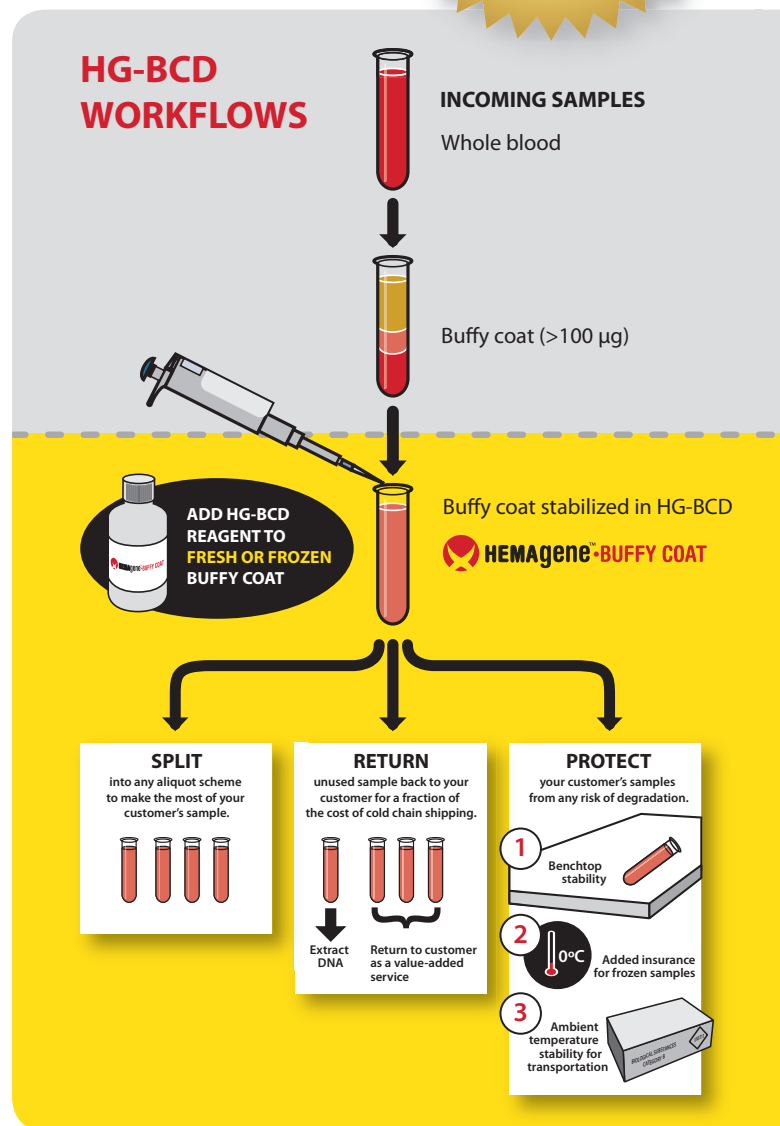 HG-BCD
WORKFLOWS
INCOMING SAMPLES
Whole blood
Buffy coat (>100 µg)
ADD HG-BCD
REAGENT TO
FRESH OR FROZEN
BUFFY COAT
HEMAgene•BUFFY COAT
Buffy coat stabilized in HG-BCD
HEMAgene™•BUFFY COAT
SPLIT
into any aliquot scheme
to make the most of your
customer's sample.
RETURN
unused sample back to your
customer for a fraction of
the cost of cold chain shipping.
Extract
DNA
Return to customer
as a value-added
service
PROTECT
your customer's samples
from any risk of degradation.
1
Benchtop
stability
2
0ºC
Added insurance
for frozen samples
3
Ambient
temperature
stability for
transportation
BIOLOGICAL SUBSTANCES
CATEGORY B